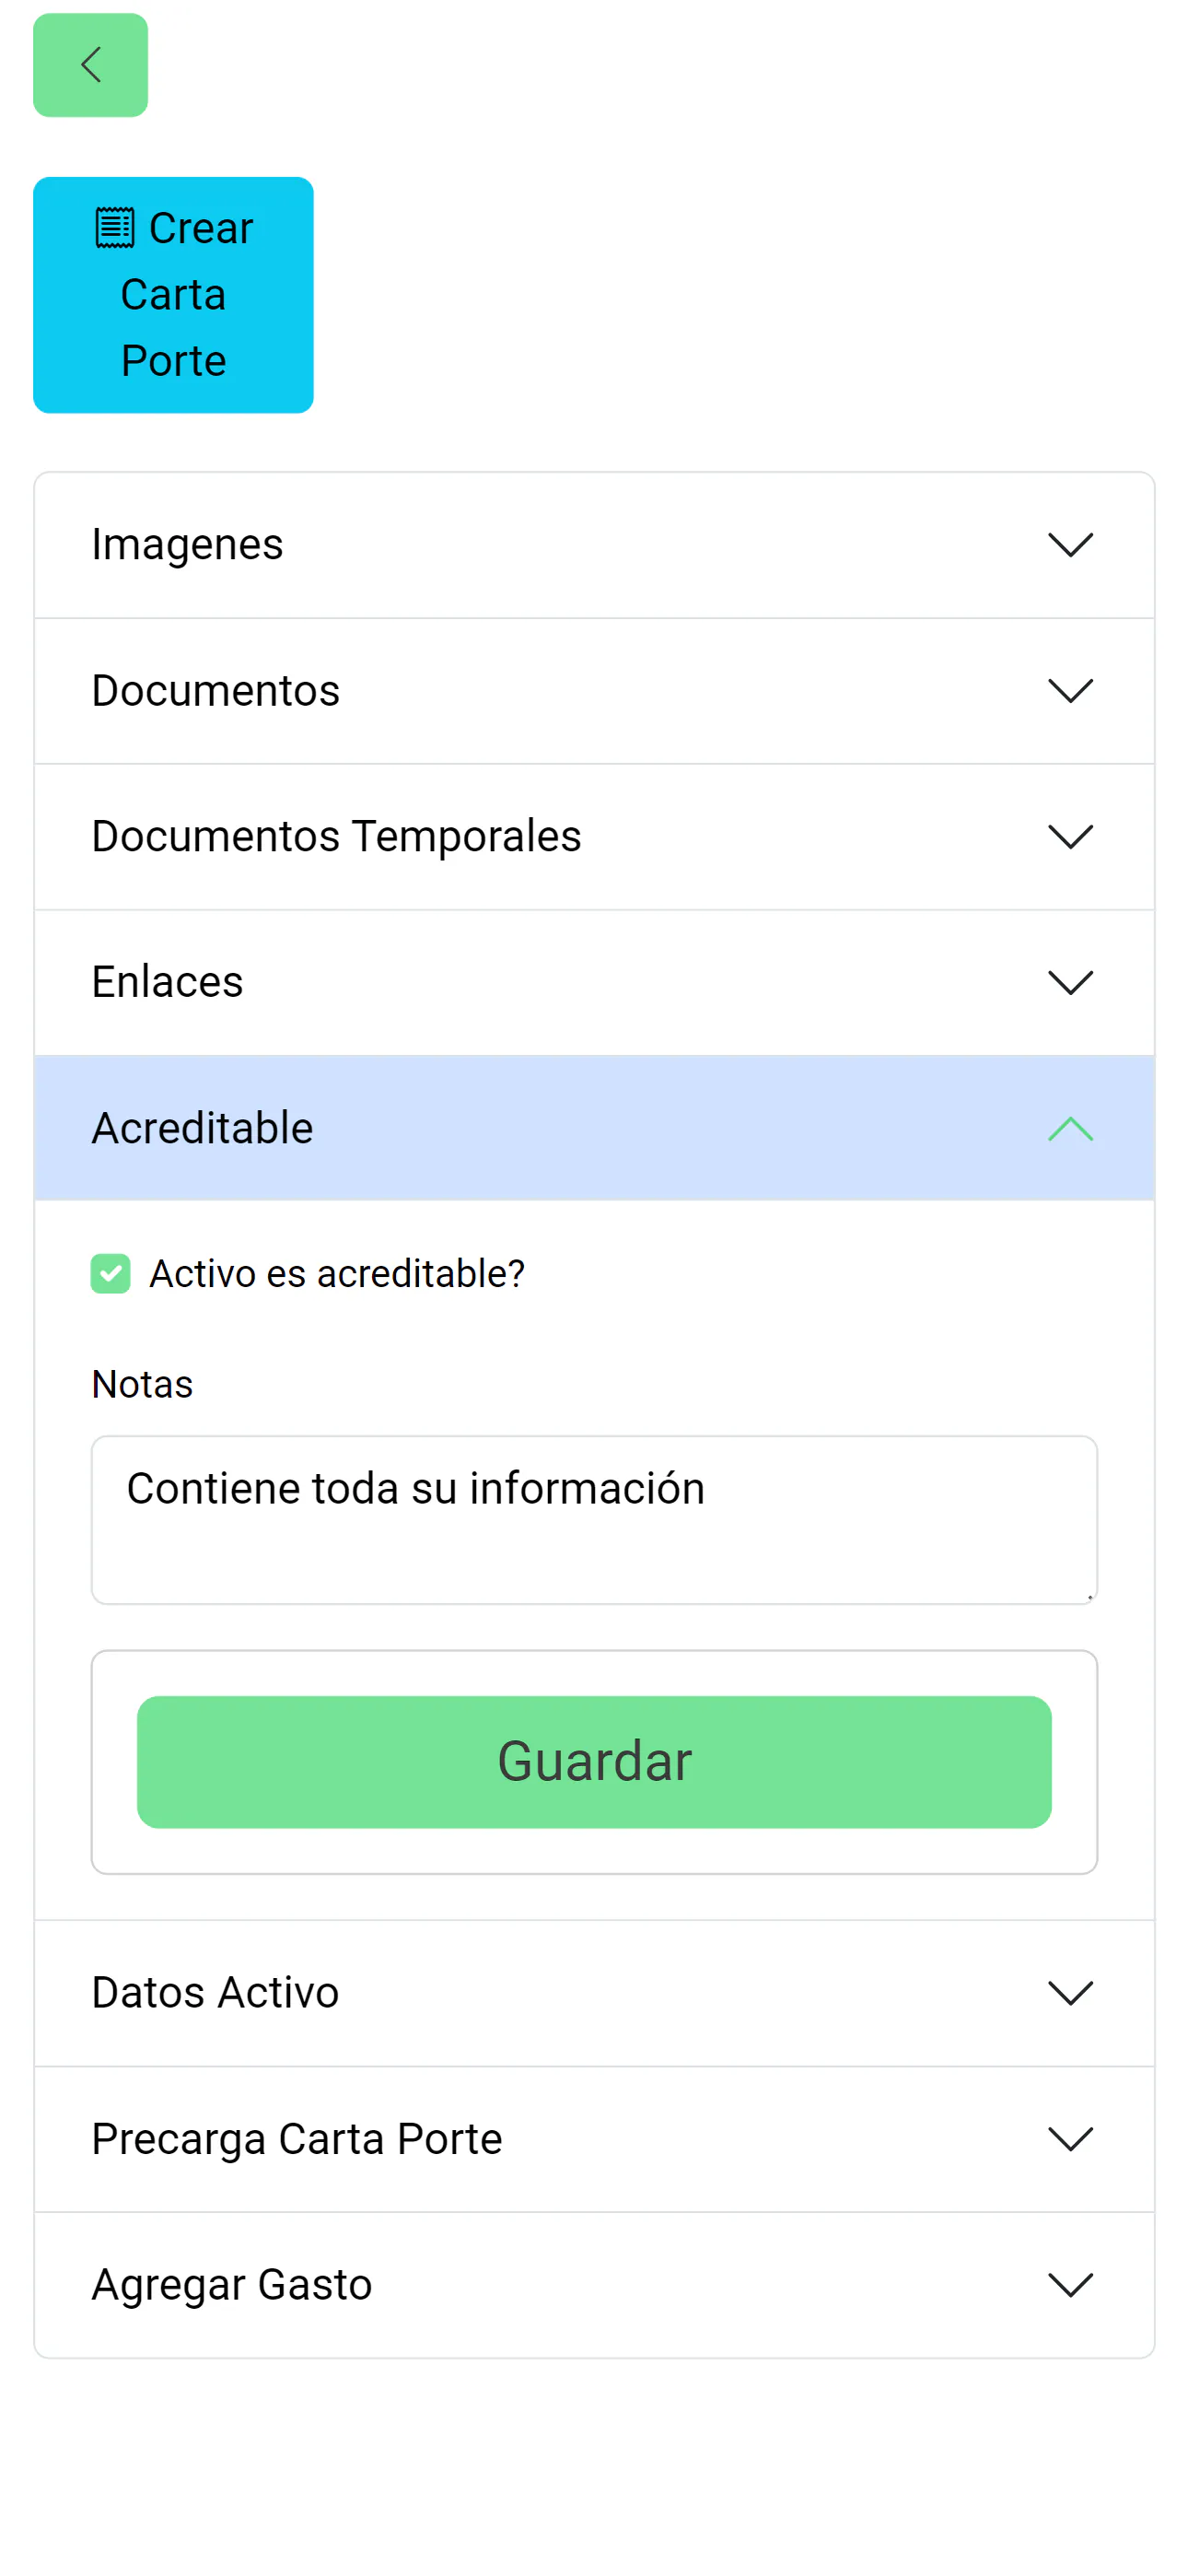 Crear
Carta
Porte
Imagenes
Documentos
Documentos Temporales
Enlaces
Acreditable
Activo es acreditable?
Notas
Contiene toda su información
Guardar
Datos Activo
Precarga Carta Porte
Agregar Gasto